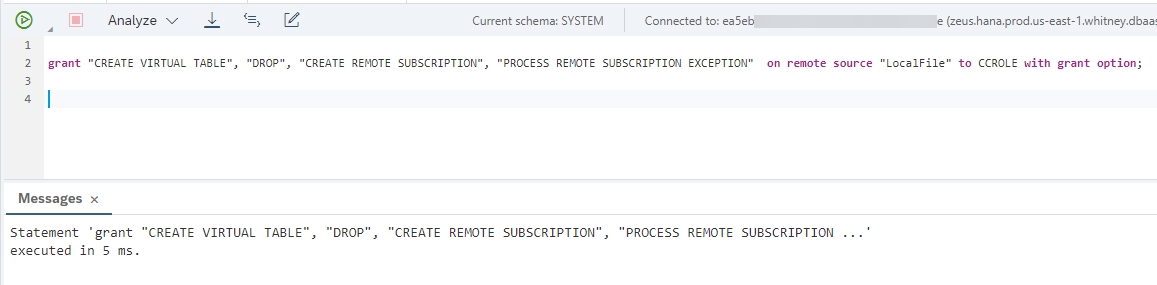 Analyze
Current schema: SYSTEM
Connected to: ea5eb e (zeus.hana.prod.us-east-1.whitney.dbaas
1
2 grant "CREATE VIRTUAL TABLE", "DROP", "CREATE REMOTE SUBSCRIPTION", "PROCESS REMOTE SUBSCRIPTION EXCEPTION"  on remote source "LocalFile" to CCROLE with grant option;
3
4
Messages ×
Statement 'grant "CREATE VIRTUAL TABLE", "DROP", "CREATE REMOTE SUBSCRIPTION", "PROCESS REMOTE SUBSCRIPTION ...'
executed in 5 ms.